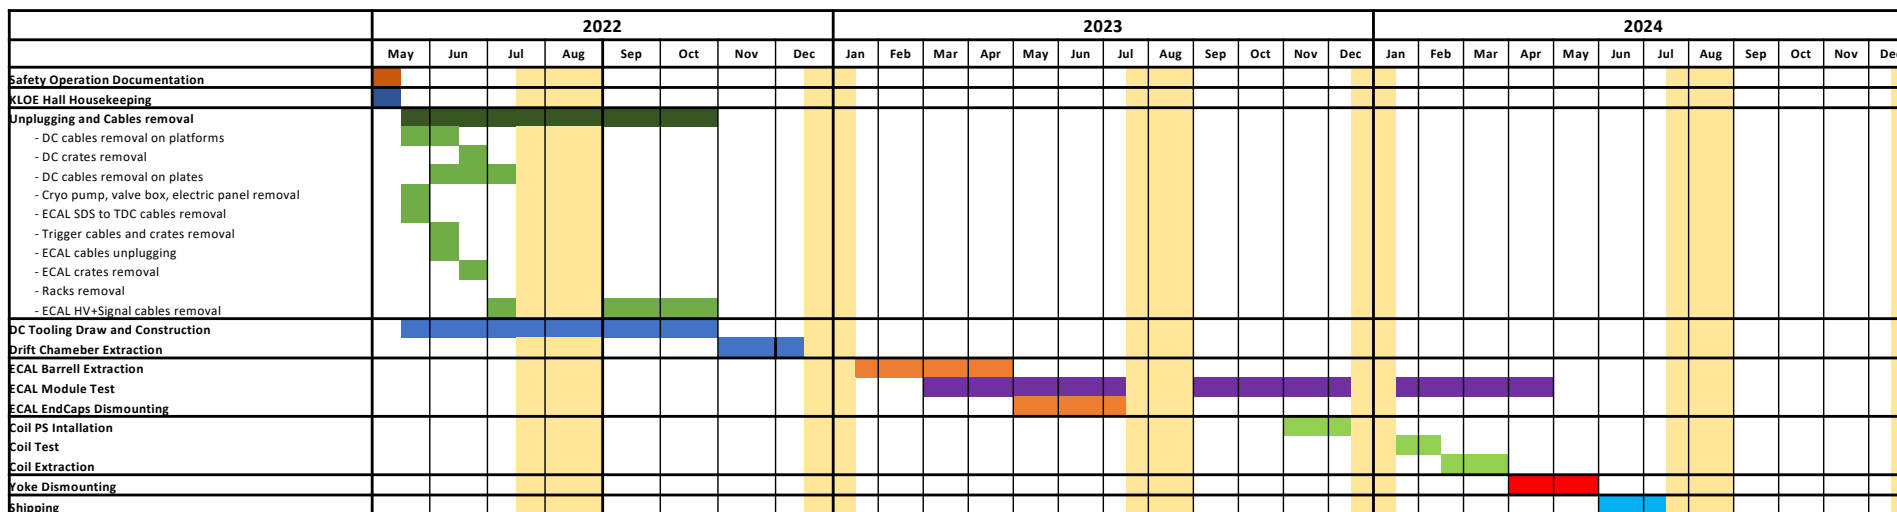 2022 2023 2024
May Jun Jul Aug Sep Oct Nov Dec Jan Feb Mar Apr May Jun Jul Aug Sep Oct Nov Dec Jan Feb Mar Apr May Jun Jul Aug Sep Oct Nov Dec
Safety Operation Documentation
KLOE Hall Housekeeping
Unplugging and Cables removal
- DC cables removal on platforms
- DC crates removal
- DC cables removal on plates
- Cryo pump, valve box, electric panel removal
- ECAL SDS to TDC cables removal
- Trigger cables and crates removal
- ECAL cables unplugging
- ECAL crates removal
- Racks removal
- ECAL HV+Signal cables removal
DC Tooling Draw and Construction
Drift Chameber Extraction
ECAL Barrell Extraction
ECAL Module Test
ECAL EndCaps Dismounting
Coil PS Intallation
Coil Test
Coil Extraction
Yoke Dismounting
Shipping